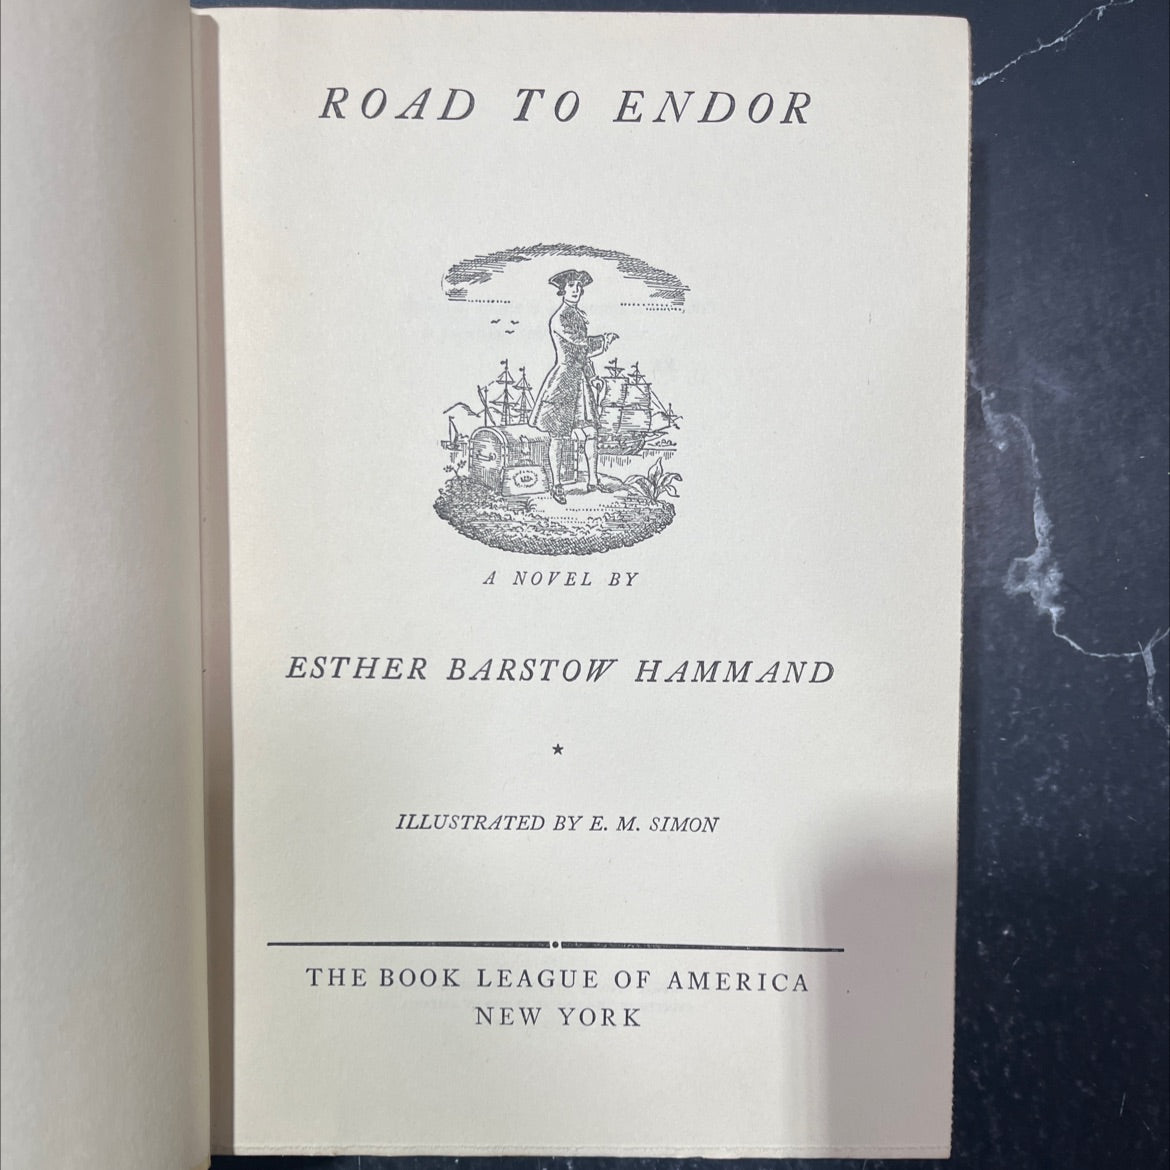 ROAD TO ENDOR
A NOVEL BY
ESTHER BARSTOW HAMMAND
★
ILLUSTRATED BY E. M. SIMON
THE BOOK LEAGUE OF AMERICA
NEW YORK